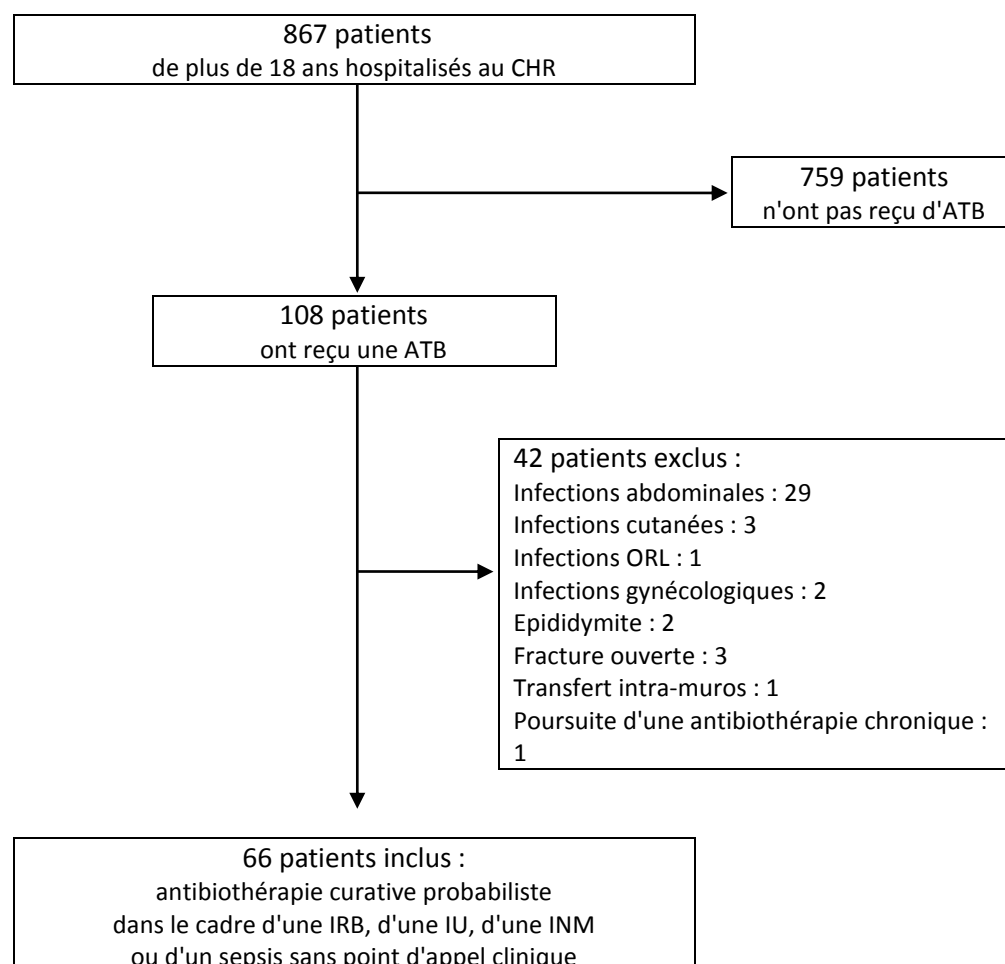 867 patients
de plus de 18 ans hospitalisés au CHR
759 patients
n'ont pas reçu d'ATB
108 patients
ont reçu une ATB
42 patients exclus :
Infections abdominales : 29
Infections cutanées : 3
Infections ORL : 1
Infections gynécologiques : 2
Epididymite : 2
Fracture ouverte : 3
Transfert intra-muros : 1
Poursuite d'une antibiothérapie chronique :
1
66 patients inclus :
antibiothérapie curative probabiliste
dans le cadre d'une IRB, d'une IU, d'une INM
ou d'un sepsis sans point d'appel clinique